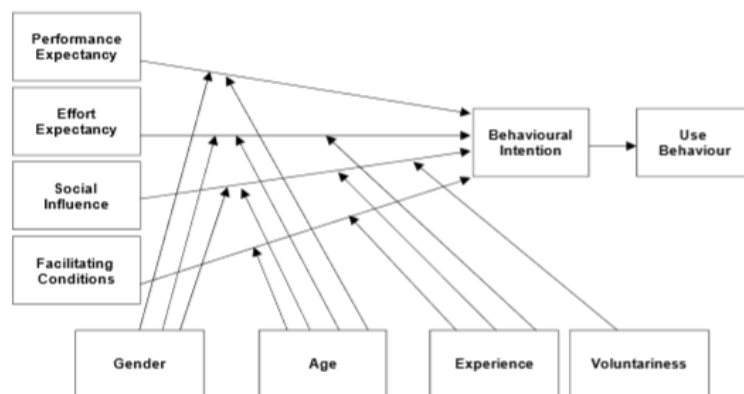 Performance
Expectancy
Effort
Expectancy
Social
Influence
Facilitating
Conditions
Behavioural
Intention
Use
Behaviour
Gender
Age
Experience
Voluntariness